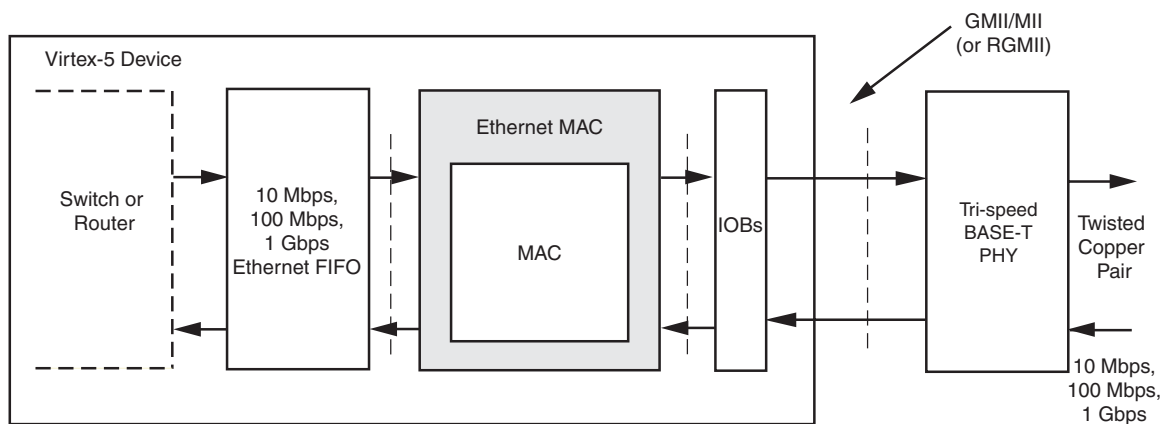 GMII/MII
(or RGMII)
Virtex-5 Device
Switch or
Router
10 Mbps,
100 Mbps,
1 Gbps
Ethernet FIFO
Ethernet MAC
MAC
IOBs
Tri-speed
BASE-T
PHY
Twisted
Copper
Pair
10 Mbps,
100 Mbps,
1 Gbps